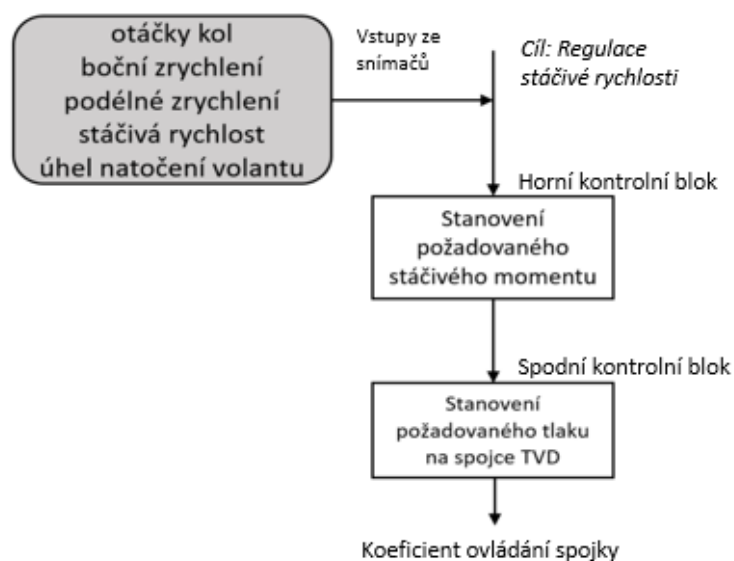 otáčky kol
boční zrychlení
podélné zrychlení
stáčivá rychlost
úhel natočení volantu
Vstupy ze
snímačů
Cíl: Regulace
stáčivé rychlosti
Horní kontrolní blok
Stanovení
požadovaného
stáčivého momentu
Spodní kontrolní blok
Stanovení
požadovaného tlaku
na spojce TVD
Koeficient ovládání spojky